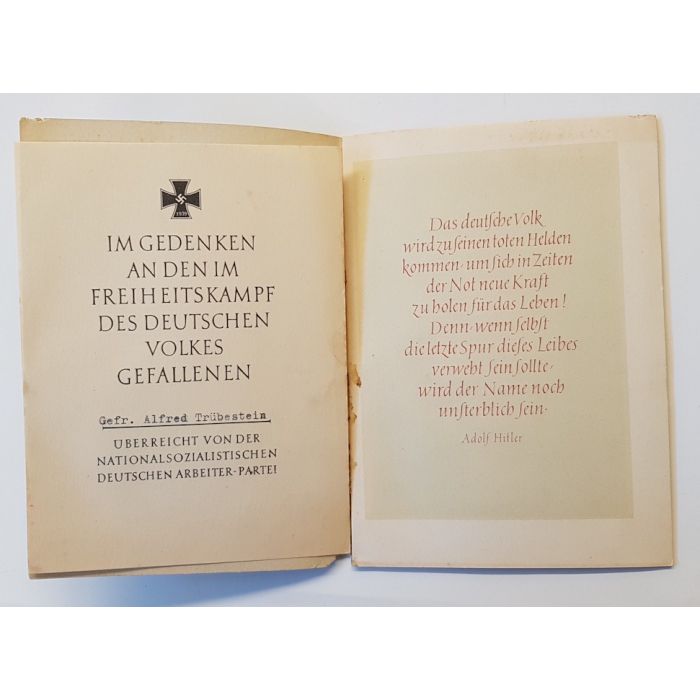 1939
IM GEDENKEN
AN DEN IM
FREIHEITSKAMPF
DES DEUTSCHEN
VOLKES
GEFALLENEN
Gefr. Alfred Trübestein
ÜBERREICHT VON DER
NATIONALSOZIALISTISCHEN
DEUTSCHEN ARBEITER-PARTEI
Das deutſche Volk
wird zu ſeinen toten Helden
kommen, um ſich in Zeiten
der Not neue Kraft
zu holen für das Leben!
Denn, wenn ſelbſt
die letzte Spur dieſes Leibes
verweht ſein ſollte,
wird der Name noch
unſterblich ſein.
Adolf Hitler